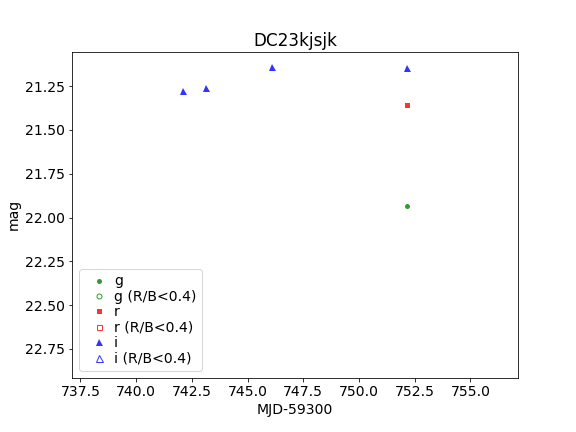 DC23kjsjk
mag
21.25
21.50
21.75
22.00
22.25
22.50
22.75
g
g (R/B<0.4)
r
r (R/B<0.4)
i
i (R/B<0.4)
737.5 740.0 742.5 745.0 747.5 750.0 752.5 755.0
MJD-59300